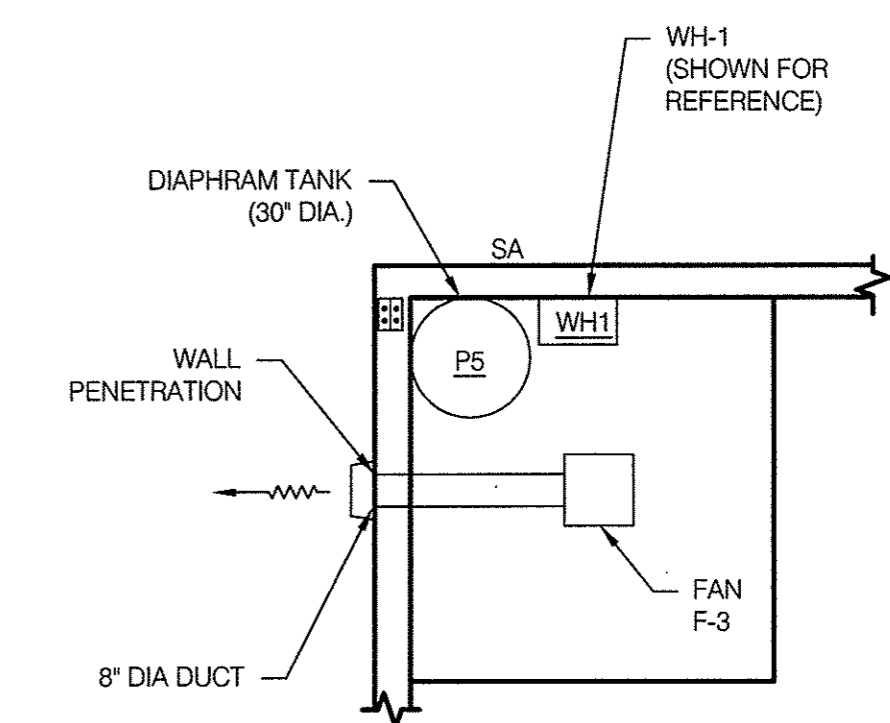 WH-1
(SHOWN FOR
REFERENCE)
DIAPHRAM TANK
(30" DIA.)
SA
WH1
P5
WALL
PENETRATION
FAN
F-3
8" DIA DUCT